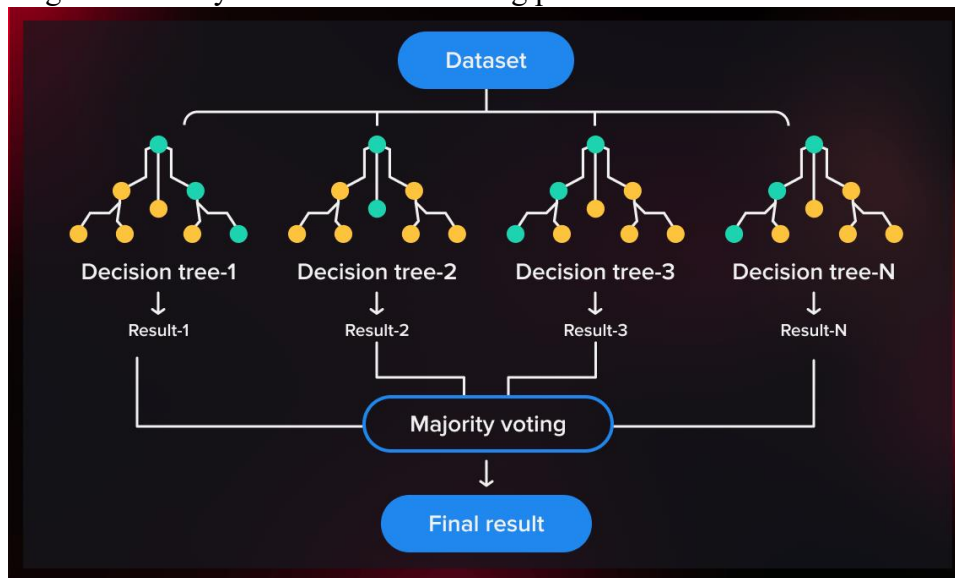 Dataset
Decision tree-1
Decision tree-2
Decision tree-3
Decision tree-N
Result-1
Result-2
Result-3
Result-N
Majority voting
Final result